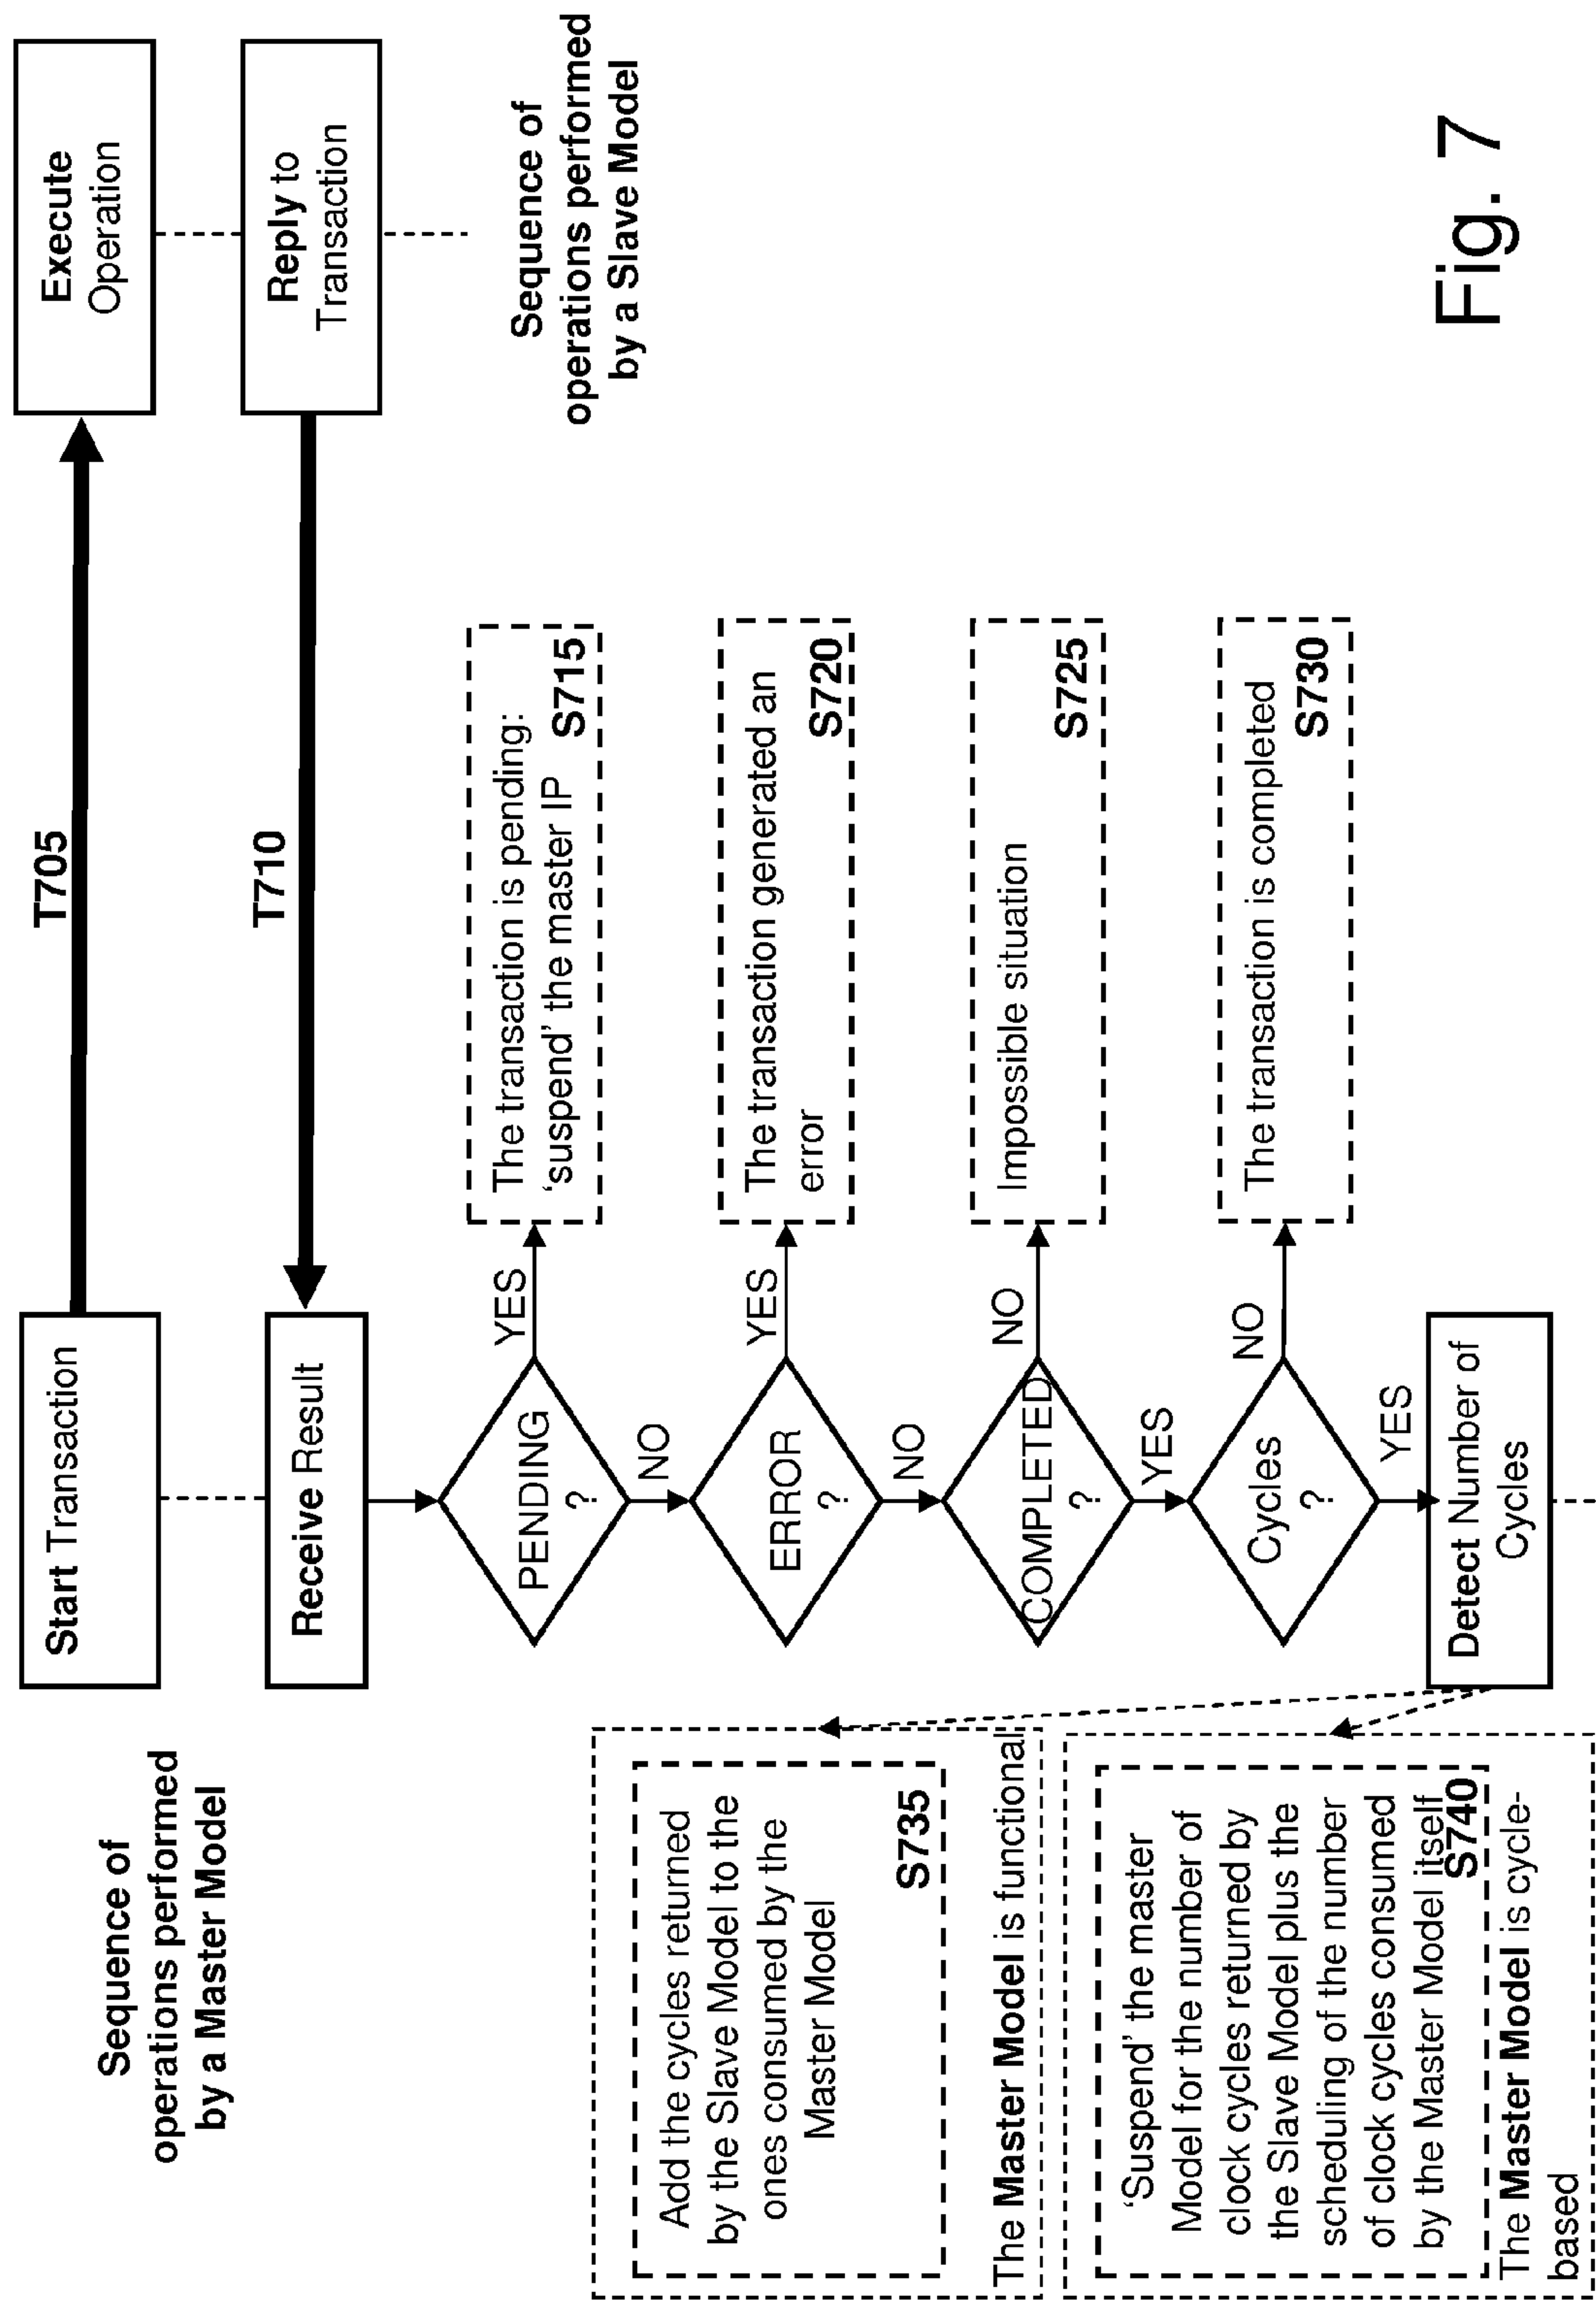 Sequence of
operations performed
by a Master Model
Start Transaction
T705
Execute
Operation
Receive Result
T710
Reply to
Transaction
Sequence of
operations performed
by a Slave Model
PENDING
?
YES
The transaction is pending:
‘suspend’ the master IP
S715
NO
ERROR
?
YES
The transaction generated an
error
S720
NO
COMPLETED
?
NO
Impossible situation
S725
YES
Cycles
?
NO
The transaction is completed
S730
YES
Detect Number of
Cycles
Add the cycles returned
by the Slave Model to the
ones consumed by the
Master Model
S735
The Master Model is functional
‘Suspend’ the master
Model for the number of
clock cycles returned by
the Slave Model plus the
scheduling of the number
of clock cycles consumed
by the Master Model itself
S740
The Master Model is cycle-
based
Fig. 7